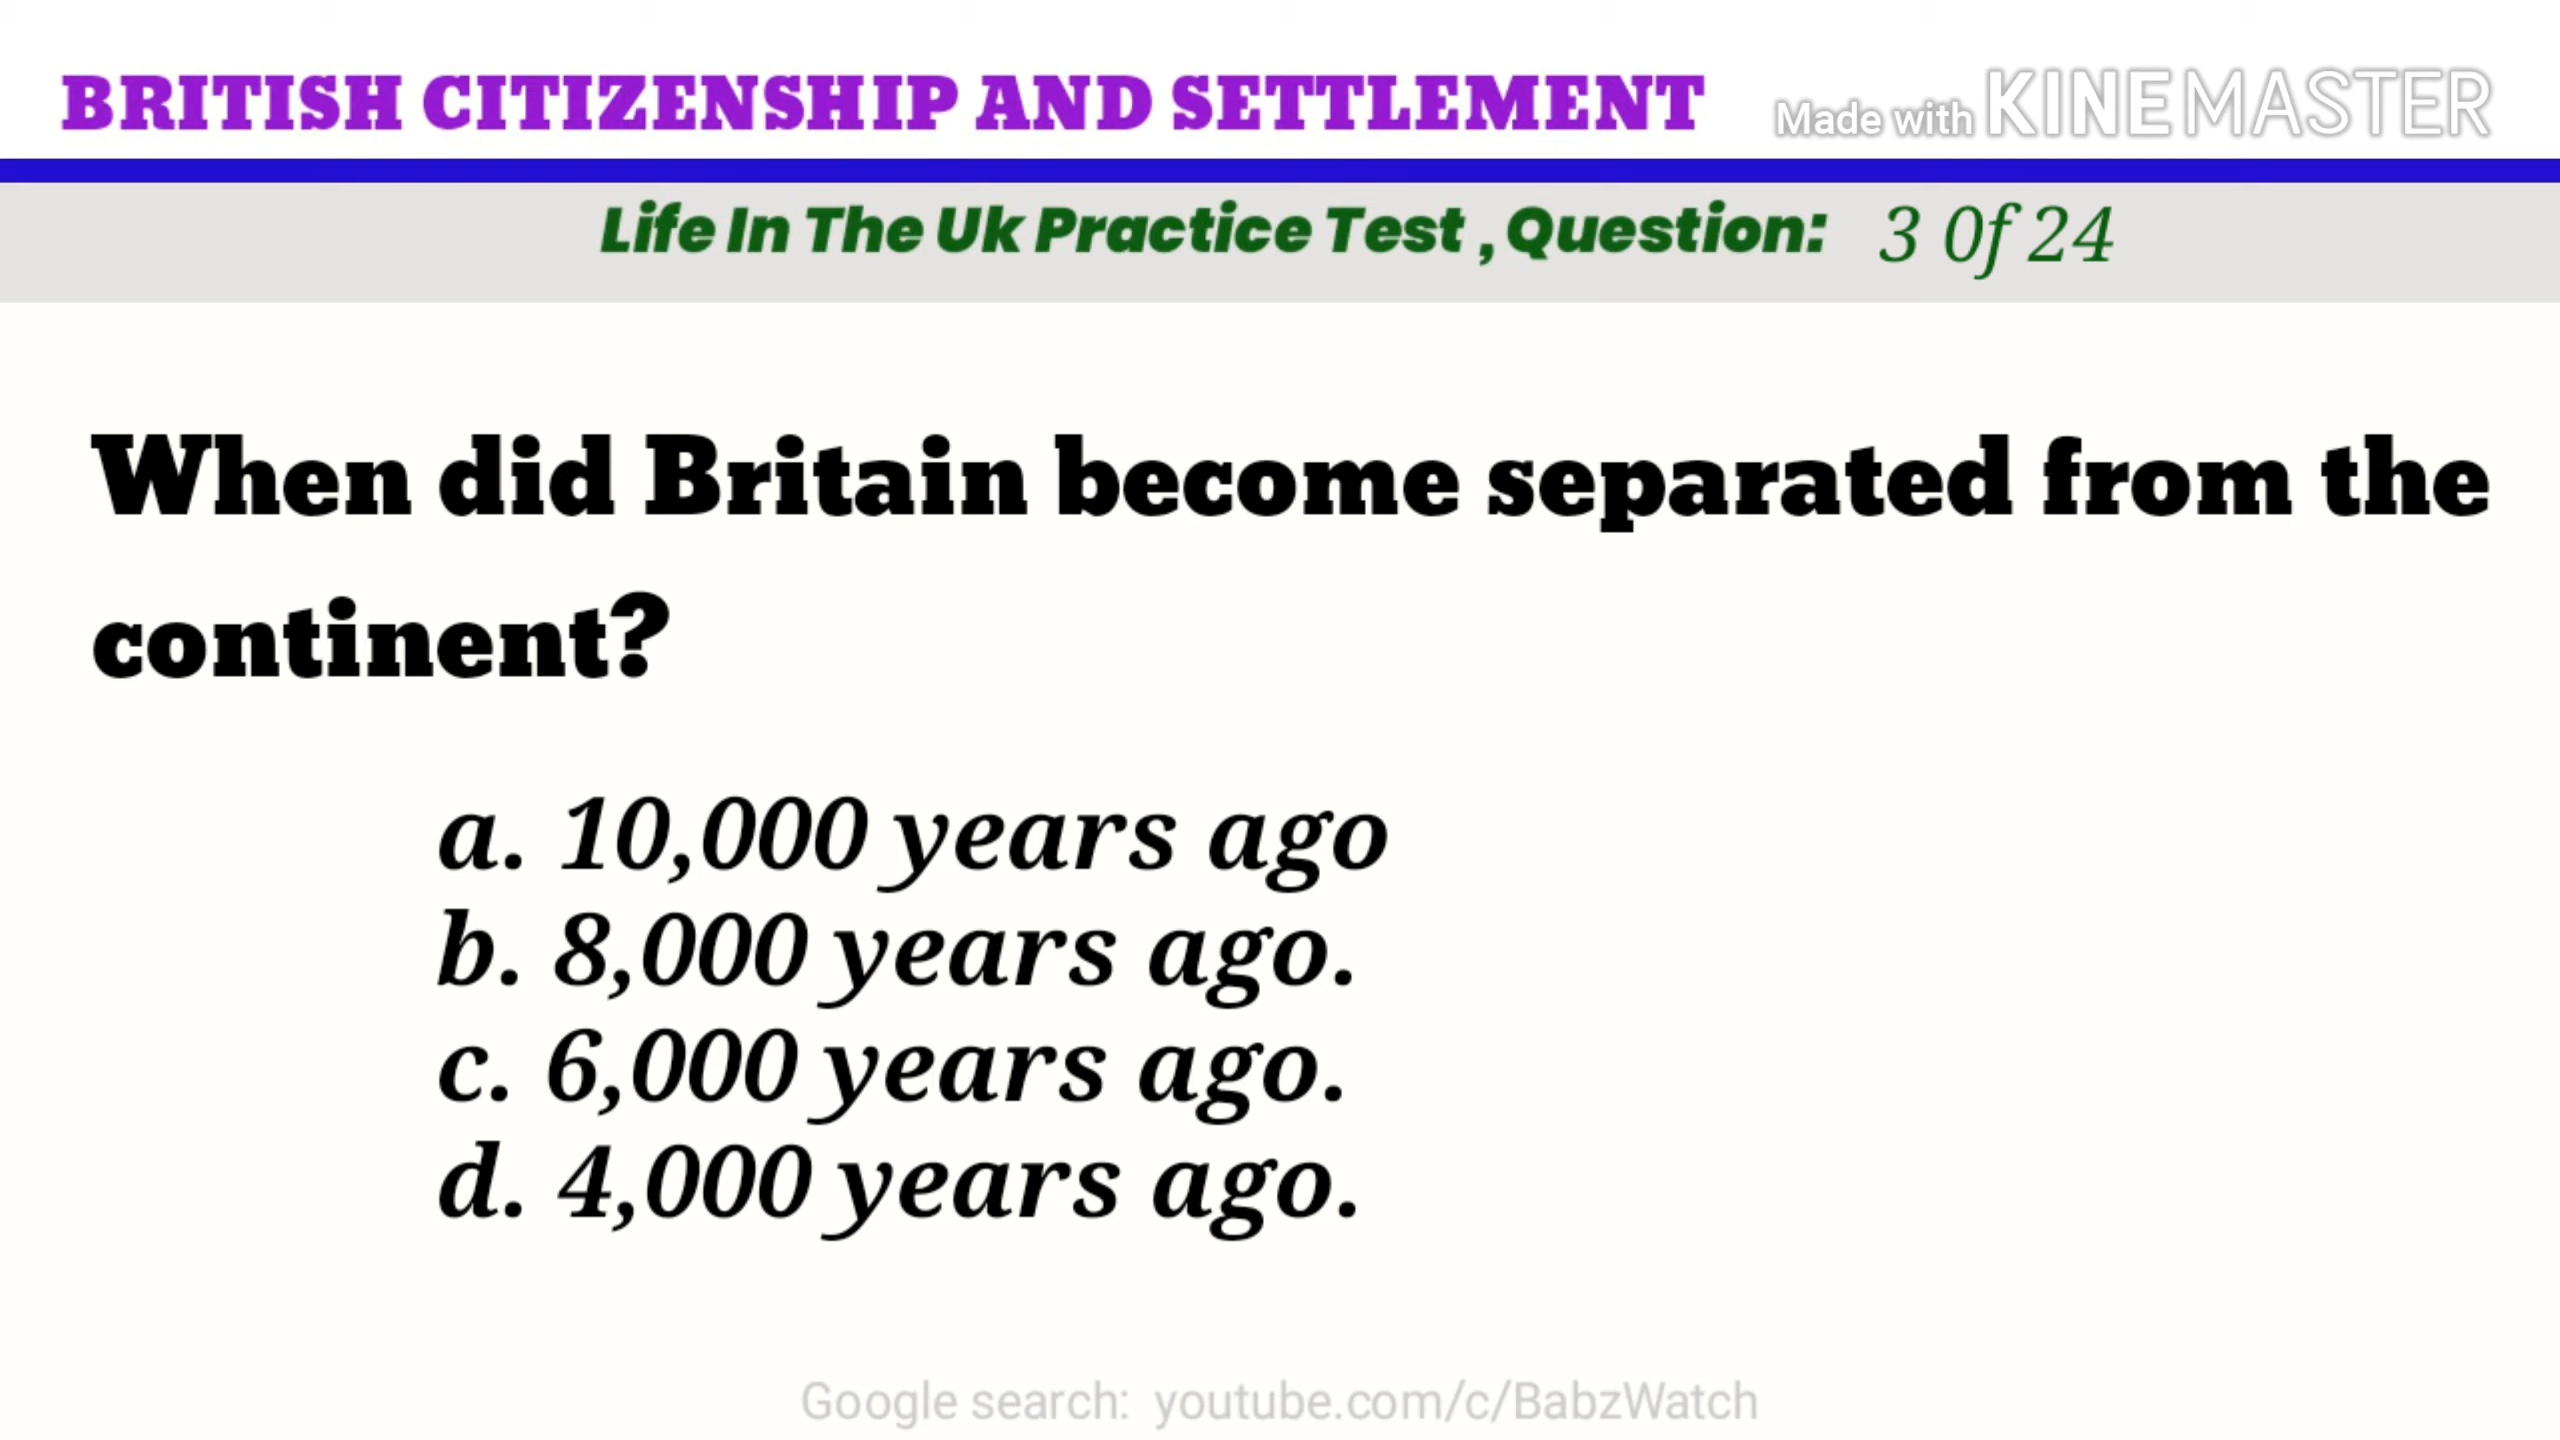 BRITISH CITIZENSHIP AND SETTLEMENT
Made with KINEMASTER
Life In The Uk Practice Test , Question: 3 0f 24
When did Britain become separated from the
continent?
a. 10,000 years ago
b. 8,000 years ago.
c. 6,000 years ago.
d. 4,000 years ago.
Google search: youtube.com/c/BabzWatch